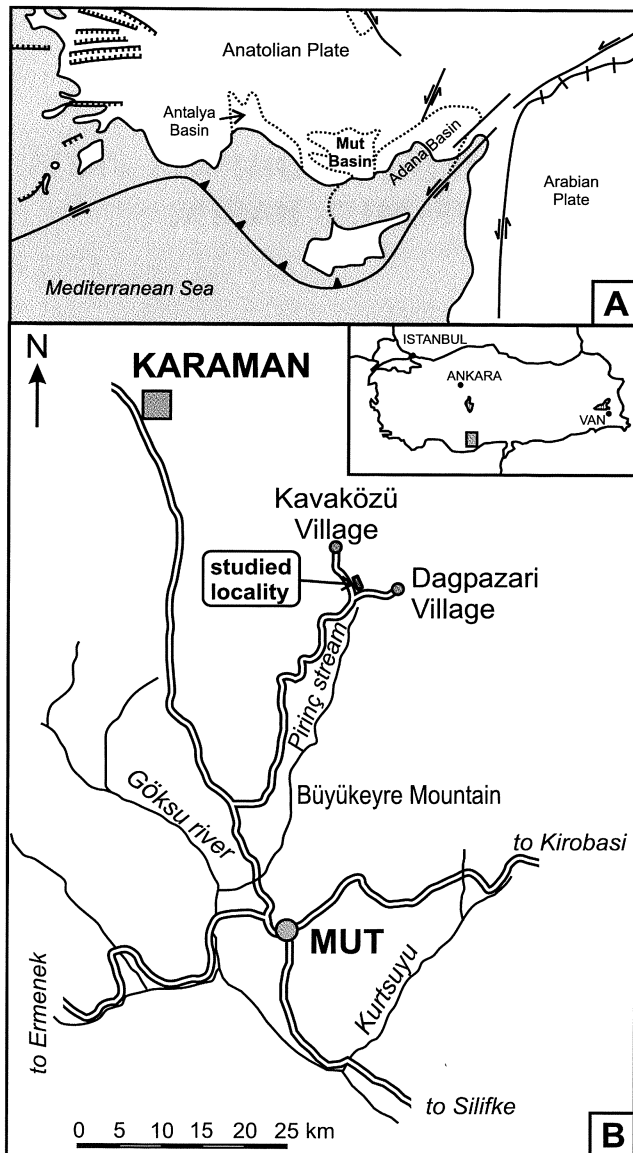 Anatolian Plate
Antalya
Basin
Mut
Basin
Adana Basin
Arabian
Plate
Mediterranean Sea
A
N
KARAMAN
ISTANBUL
ANKARA
VAN
Kavaközü
Village
studied
locality
Dagpazari
Village
Pirinç stream
Göksu river
Büyükeyre Mountain
to Kirobasi
MUT
Kurtsuyu
to Ermenek
to Silifke
0 5 10 15 20 25 km
B